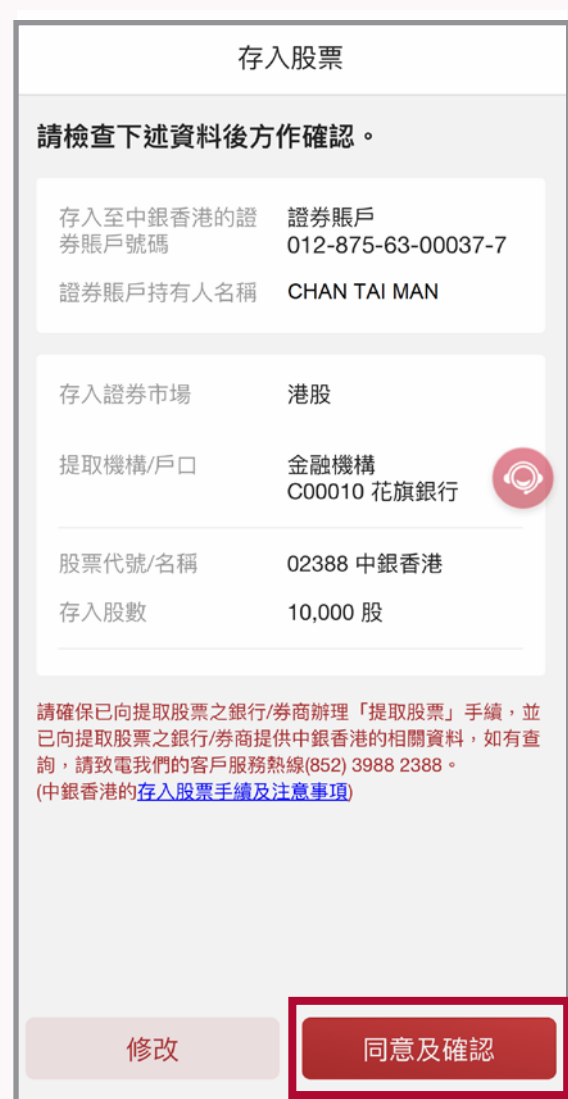 存入股票
請檢查下述資料後方作確認。
存入至中銀香港的證 證券賬戶
券賬戶號碼 012-875-63-00037-7
證券賬戶持有人名稱 CHAN TAI MAN
存入證券市場 港股
提取機構/戶口 金融機構
C00010 花旗銀行
股票代號/名稱 02388 中銀香港
存入股數 10,000 股
請確保已向提取股票之銀行/券商辦理「提取股票」手續，並
已向提取股票之銀行/券商提供中銀香港的相關資料，如有查
詢，請致電我們的客戶服務熱線(852) 3988 2388。
(中銀香港的存入股票手續及注意事項)
修改 同意及確認